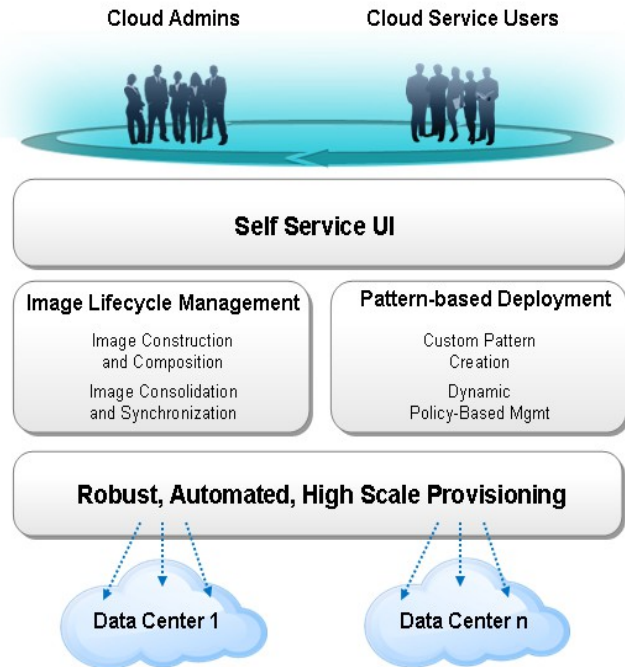 Cloud Admins
Cloud Service Users
Self Service UI
Image Lifecycle Management
Image Construction
and Composition
Image Consolidation
and Synchronization
Pattern-based Deployment
Custom Pattern
Creation
Dynamic
Policy-Based Mgmt
Robust, Automated, High Scale Provisioning
Data Center 1
Data Center n